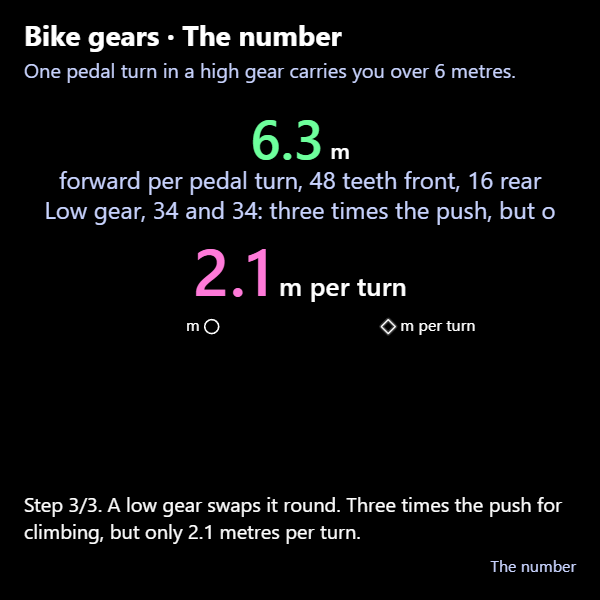 Bike gears · The number
One pedal turn in a high gear carries you over 6 metres.
6.3 m
forward per pedal turn, 48 teeth front, 16 rear
Low gear, 34 and 34: three times the push, but o
2.1 m per turn
m
m per turn
Step 3/3. A low gear swaps it round. Three times the push for
climbing, but only 2.1 metres per turn.
The number